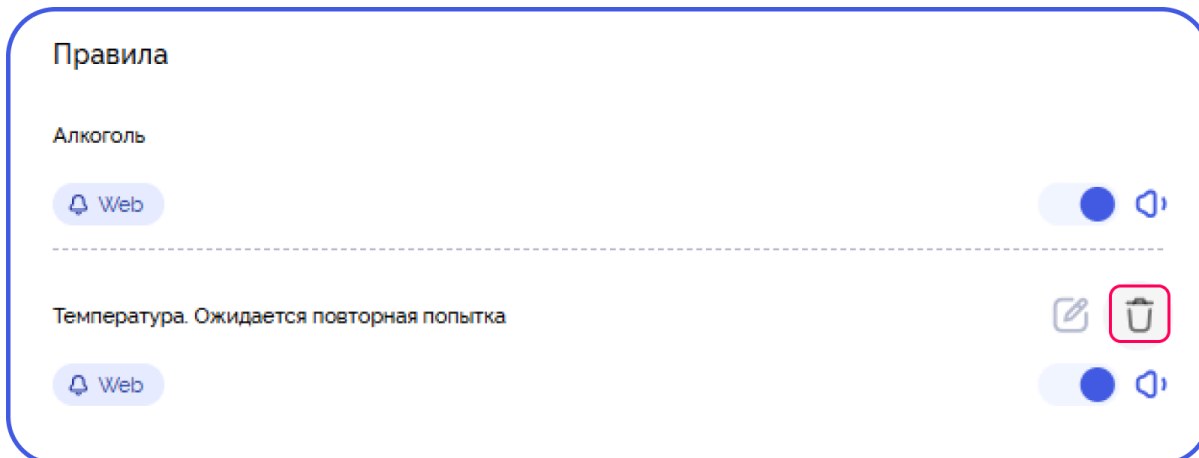 Правила
Алкоголь
Web
Температура. Ожидается повторная попытка
Web